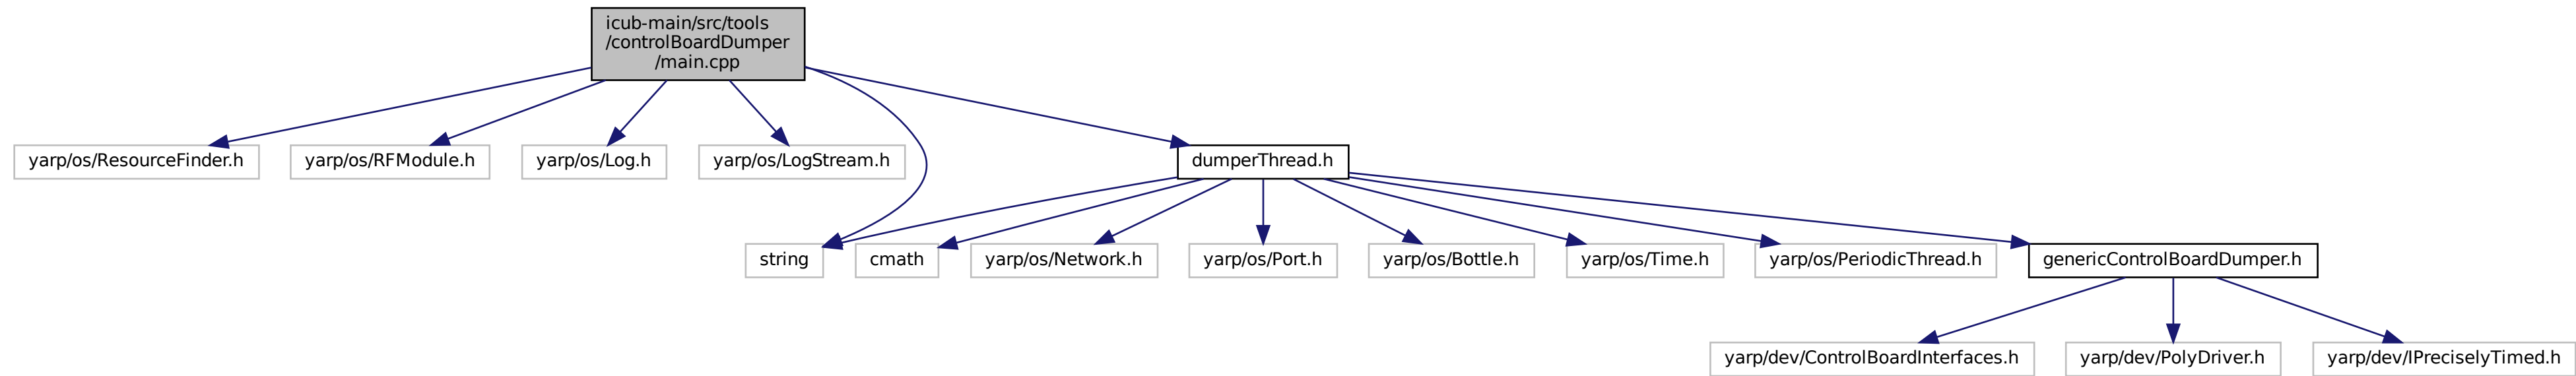 icub-main/src/tools
/controlBoardDumper
/main.cpp
yarp/os/ResourceFinder.h
yarp/os/RFModule.h
yarp/os/Log.h
yarp/os/LogStream.h
dumperThread.h
string
cmath
yarp/os/Network.h
yarp/os/Port.h
yarp/os/Bottle.h
yarp/os/Time.h
yarp/os/PeriodicThread.h
genericControlBoardDumper.h
yarp/dev/ControlBoardInterfaces.h
yarp/dev/PolyDriver.h
yarp/dev/IPreciselyTimed.h